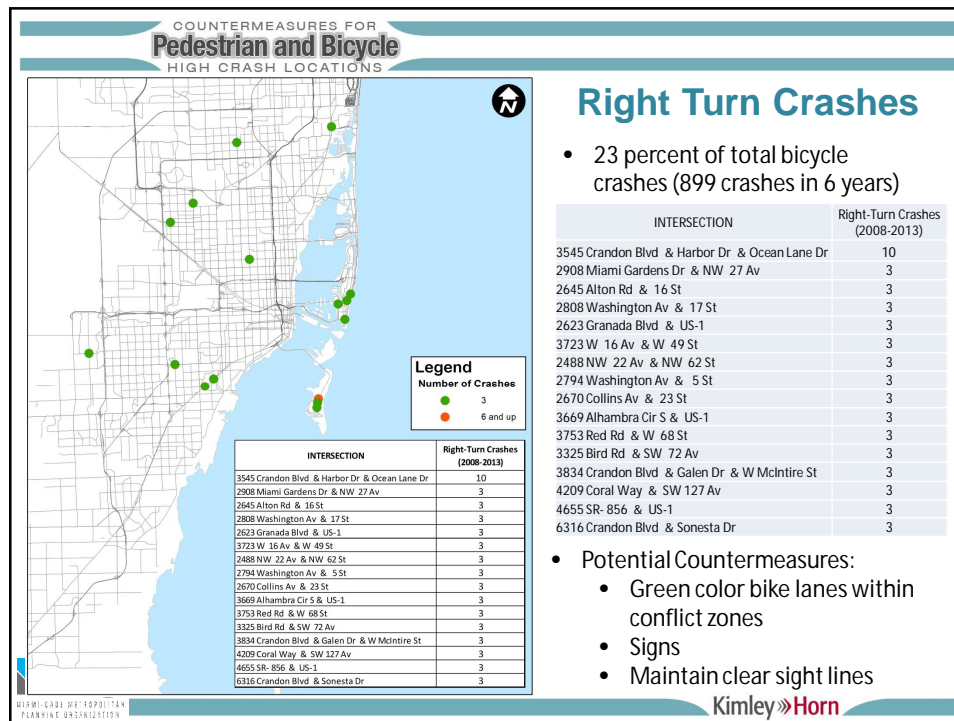 COUNTERMEASURES FOR
Pedestrian and Bicycle
HIGH CRASH LOCATIONS
N
Legend
Number of Crashes
3
6 and up
INTERSECTION Right-Turn Crashes (2008-2013)
3545 Crandon Blvd & Harbor Dr & Ocean Lane Dr 10
2908 Miami Gardens Dr & NW 27 Av 3
2645 Alton Rd & 16 St 3
2808 Washington Av & 17 St 3
2623 Granada Blvd & US-1 3
3723 W 16 Av & W 49 St 3
2488 NW 22 Av & NW 62 St 3
2794 Washington Av & 5 St 3
2670 Collins Av & 23 St 3
3669 Alhambra Cir S & US-1 3
3753 Red Rd & W 68 St 3
3325 Bird Rd & SW 72 Av 3
3834 Crandon Blvd & Galen Dr & W McIntire St 3
4209 Coral Way & SW 127 Av 3
4655 SR- 856 & US-1 3
6316 Crandon Blvd & Sonesta Dr 3
Right Turn Crashes
• 23 percent of total bicycle
crashes (899 crashes in 6 years)
INTERSECTION Right-Turn Crashes
(2008-2013)
3545 Crandon Blvd & Harbor Dr & Ocean Lane Dr 10
2908 Miami Gardens Dr & NW 27 Av 3
2645 Alton Rd & 16 St 3
2808 Washington Av & 17 St 3
2623 Granada Blvd & US-1 3
3723 W 16 Av & W 49 St 3
2488 NW 22 Av & NW 62 St 3
2794 Washington Av & 5 St 3
2670 Collins Av & 23 St 3
3669 Alhambra Cir S & US-1 3
3753 Red Rd & W 68 St 3
3325 Bird Rd & SW 72 Av 3
3834 Crandon Blvd & Galen Dr & W McIntire St 3
4209 Coral Way & SW 127 Av 3
4655 SR- 856 & US-1 3
6316 Crandon Blvd & Sonesta Dr 3
• Potential Countermeasures:
• Green color bike lanes within
conflict zones
• Signs
• Maintain clear sight lines
MIAMI-DADE METROPOLITAN
PLANNING ORGANIZATION
Kimley»Horn